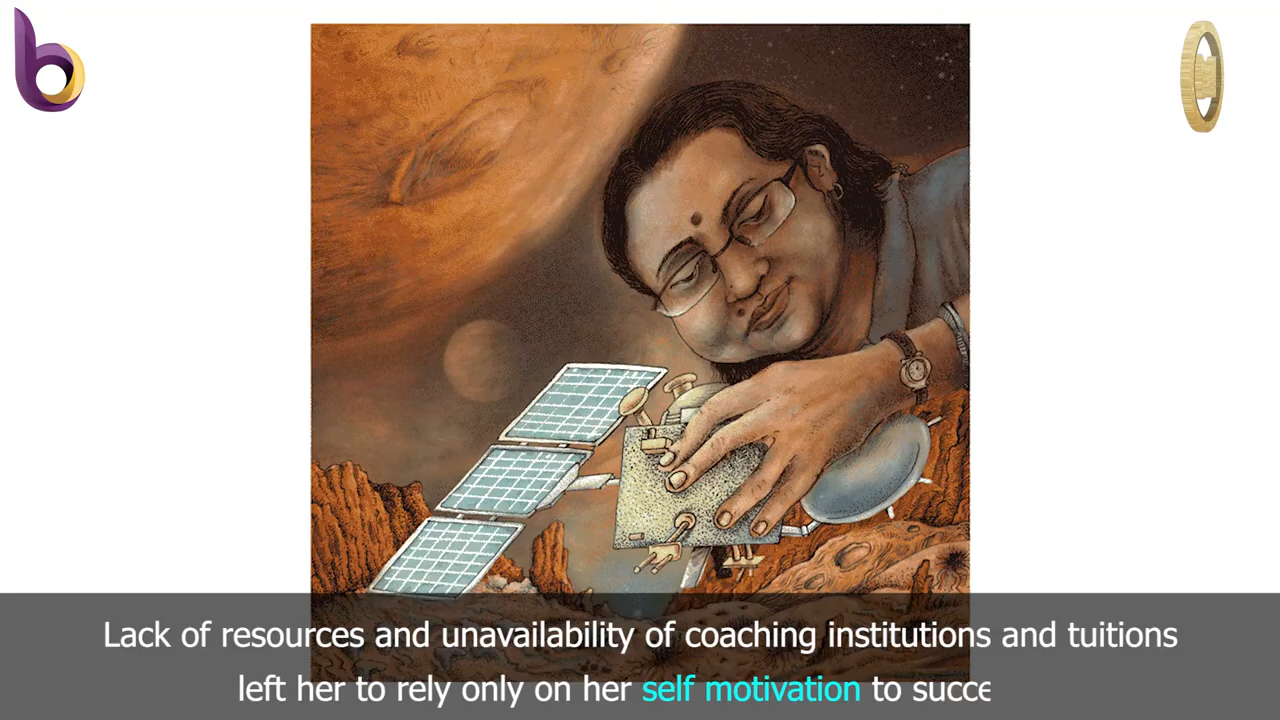 Lack of resources and unavailability of coaching institutions and tuitions
left her to rely only on her self motivation to succe